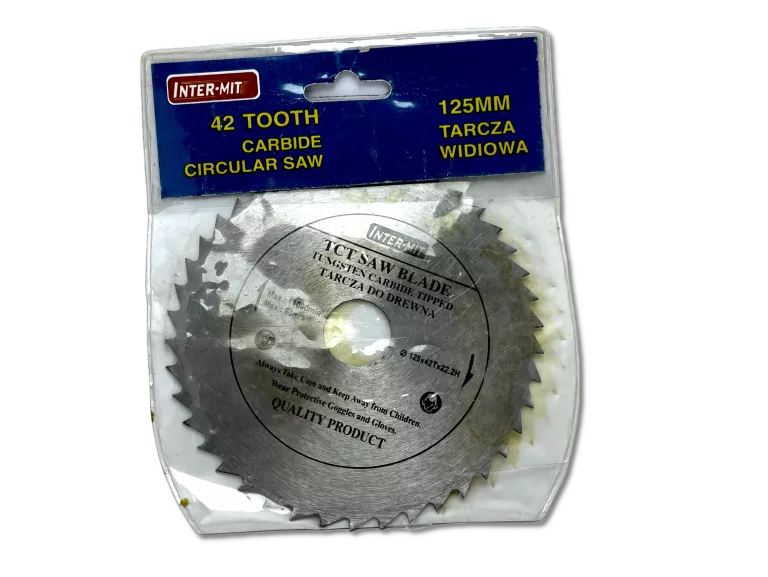 INTER-MIT
42 TOOTH
CARBIDE
CIRCULAR SAW
125MM
TARCZA
WIDIOWA
INTER-MIT
TCT SAW BLADE
TUNGSTEN CARBIDE TIPPED
TARCZA DO DREWNA
Max.:
Max.:
Ø 125x42Tx22.2H
Always Take Care and Keep Away from Children.
Wear Protective Goggles and Gloves.
QUALITY PRODUCT